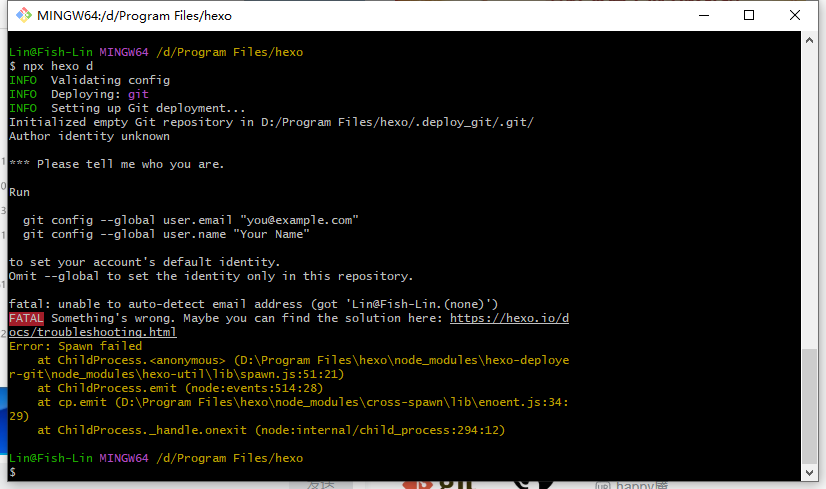 MINGW64:/d/Program Files/hexo
Lin@Fish-Lin MINGW64 /d/Program Files/hexo
$ npx hexo d
INFO  Validating config
INFO  Deploying: git
INFO  Setting up Git deployment...
Initialized empty Git repository in D:/Program Files/hexo/.deploy_git/.git/
Author identity unknown
*** Please tell me who you are.
Run
  git config --global user.email "you@example.com"
  git config --global user.name "Your Name"
to set your account's default identity.
Omit --global to set the identity only in this repository.
fatal: unable to auto-detect email address (got 'Lin@Fish-Lin.(none)')
FATAL Something's wrong. Maybe you can find the solution here: https://hexo.io/d
ocs/troubleshooting.html
Error: Spawn failed
    at ChildProcess.<anonymous> (D:\Program Files\hexo\node_modules\hexo-deploye
r-git\node_modules\hexo-util\lib\spawn.js:51:21)
    at ChildProcess.emit (node:events:514:28)
    at cp.emit (D:\Program Files\hexo\node_modules\cross-spawn\lib\enoent.js:34:
29)
    at ChildProcess._handle.onexit (node:internal/child_process:294:12)
Lin@Fish-Lin MINGW64 /d/Program Files/hexo
$